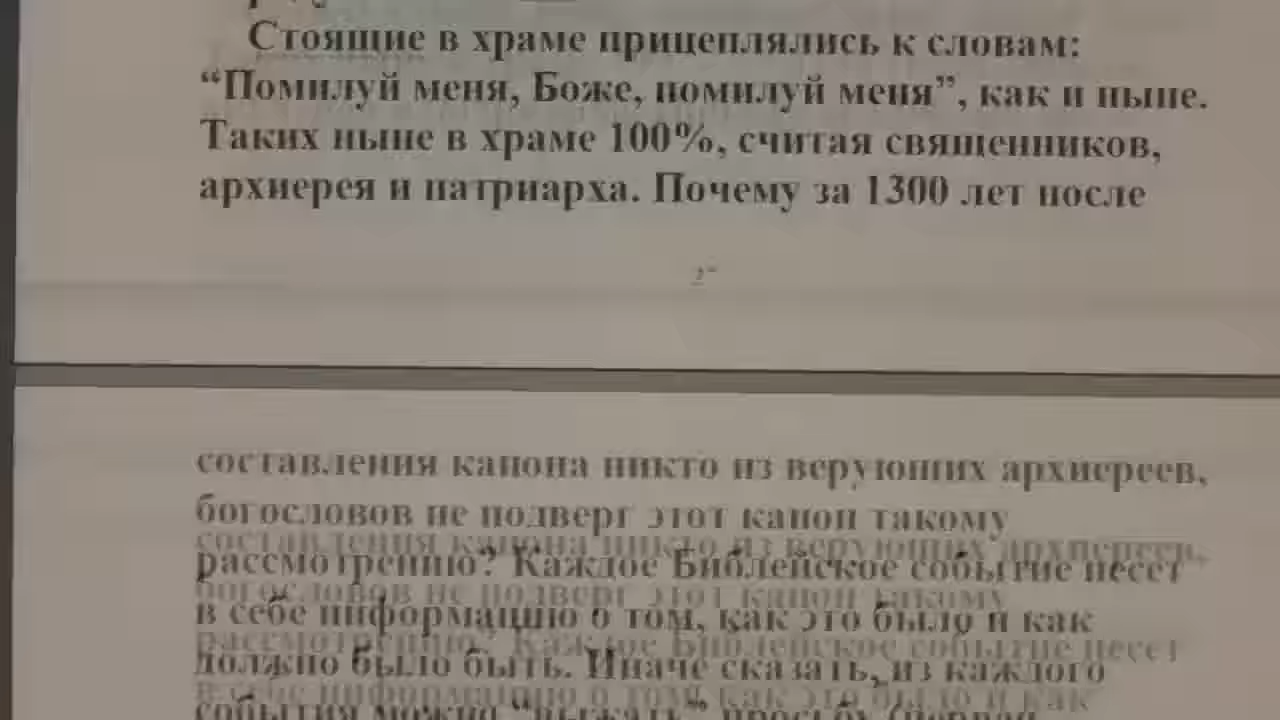 Стоящие в храме прицеплялись к словам:
“Помилуй меня, Боже, помилуй меня”, как и ныне.
Таких ныне в храме 100%, считая священников,
архиерея и патриарха. Почему за 1300 лет после
составления канона никто из верующих архиереев,
богословов не подверг этот канон такому
рассмотрению? Каждое Библейское событие несет
в себе информацию о том, как это было и как
должно было быть. Иначе сказать, из каждого
события можно